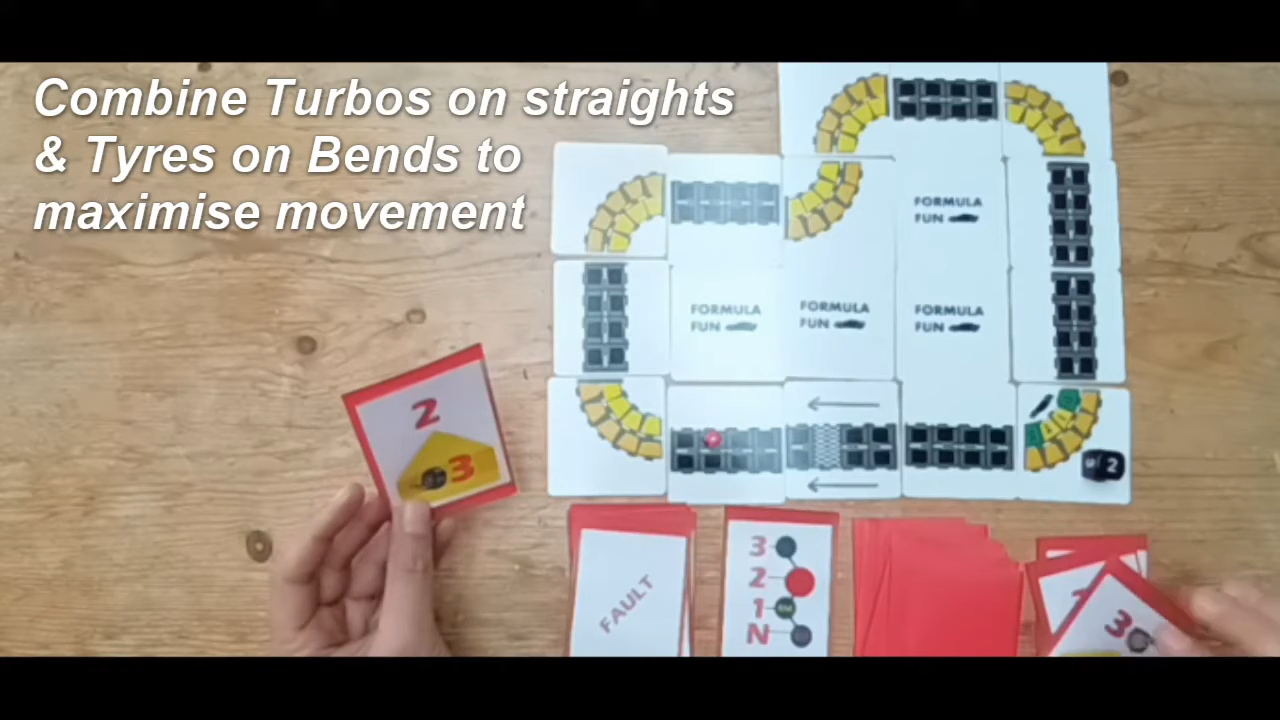 Combine Turbos on straights
& Tyres on Bends to
maximise movement
FORMULA
FUN
FORMULA
FUN
FORMULA
FUN
FORMULA
FUN
2
3
2
FAULT
3
2
1
N
3